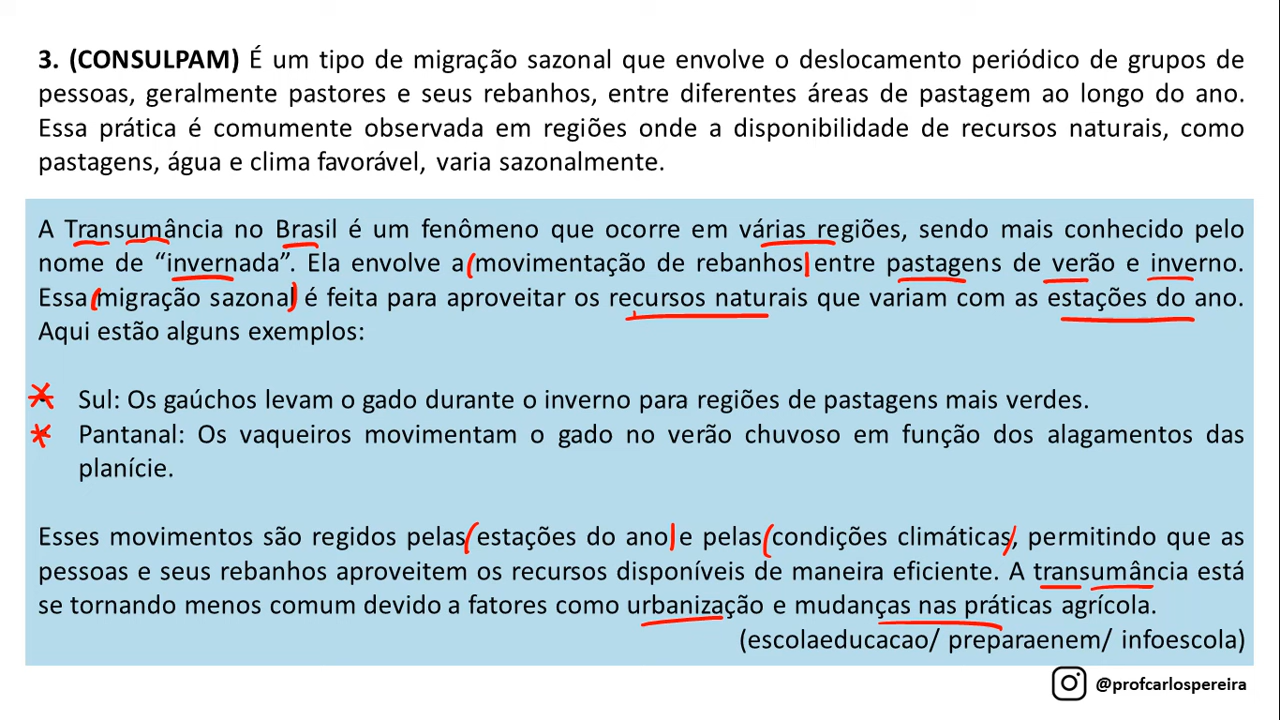 3. (CONSULPAM) É um tipo de migração sazonal que envolve o deslocamento periódico de grupos de
pessoas, geralmente pastores e seus rebanhos, entre diferentes áreas de pastagem ao longo do ano.
Essa prática é comumente observada em regiões onde a disponibilidade de recursos naturais, como
pastagens, água e clima favorável, varia sazonalmente.
A Transumância no Brasil é um fenômeno que ocorre em várias regiões, sendo mais conhecido pelo
nome de “invernada”. Ela envolve a movimentação de rebanhos entre pastagens de verão e inverno.
Essa migração sazonal é feita para aproveitar os recursos naturais que variam com as estações do ano.
Aqui estão alguns exemplos:
Sul: Os gaúchos levam o gado durante o inverno para regiões de pastagens mais verdes.
Pantanal: Os vaqueiros movimentam o gado no verão chuvoso em função dos alagamentos das
planície.
Esses movimentos são regidos pelas estações do ano e pelas condições climáticas, permitindo que as
pessoas e seus rebanhos aproveitem os recursos disponíveis de maneira eficiente. A transumância está
se tornando menos comum devido a fatores como urbanização e mudanças nas práticas agrícola.
(escolaeducacao/ preparaenem/ infoescola)
@profcarlospereira